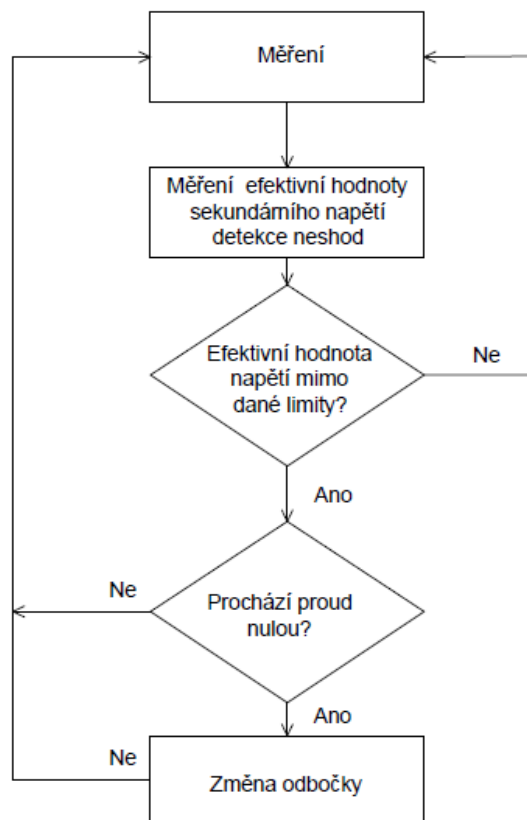 Měření
Měření efektivní hodnoty
sekundárního napětí
detekce neshod
Efektivní hodnota
napětí mimo
dané limity?
Ne
Ano
Ne
Prochází proud
nulou?
Ano
Ne
Změna odbočky